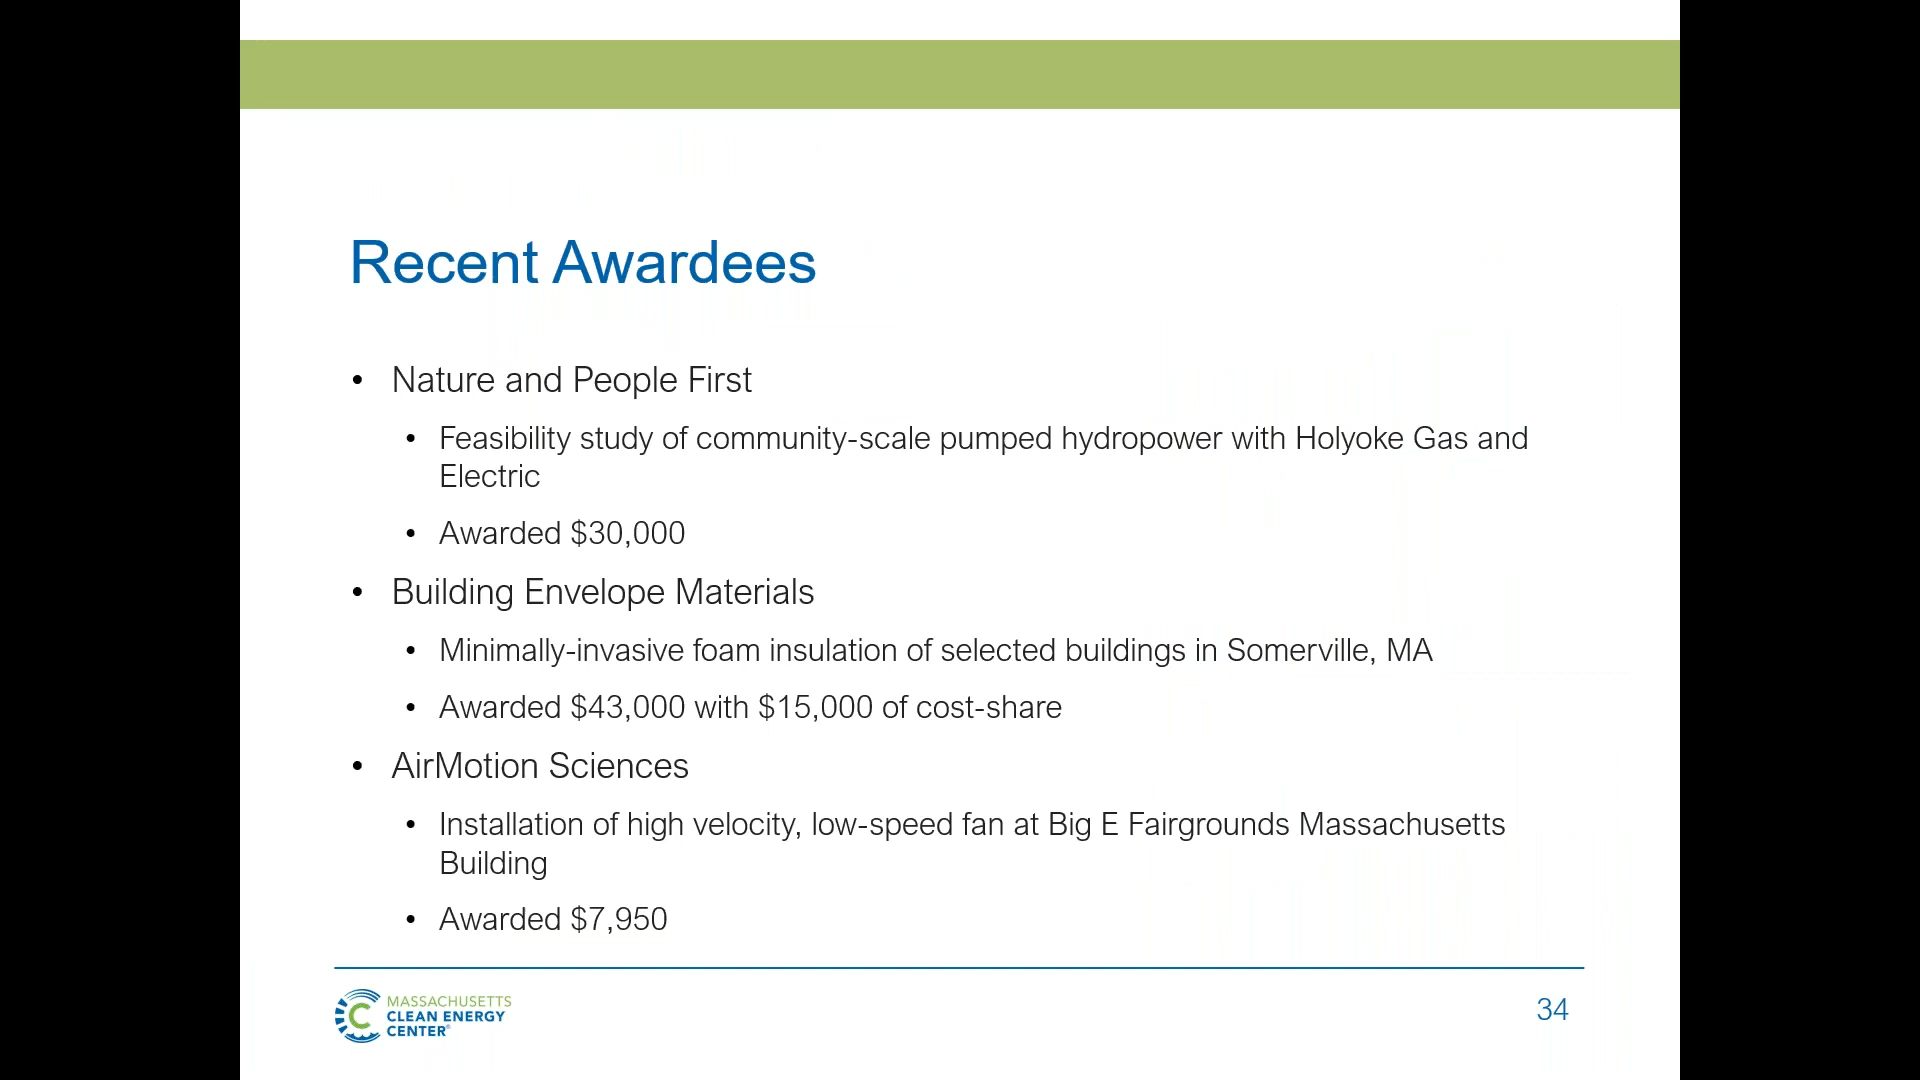 Recent Awardees
• Nature and People First
• Feasibility study of community-scale pumped hydropower with Holyoke Gas and
Electric
• Awarded $30,000
• Building Envelope Materials
• Minimally-invasive foam insulation of selected buildings in Somerville, MA
• Awarded $43,000 with $15,000 of cost-share
• AirMotion Sciences
• Installation of high velocity, low-speed fan at Big E Fairgrounds Massachusetts
Building
• Awarded $7,950
MASSACHUSETTS
CLEAN ENERGY
CENTER®
34